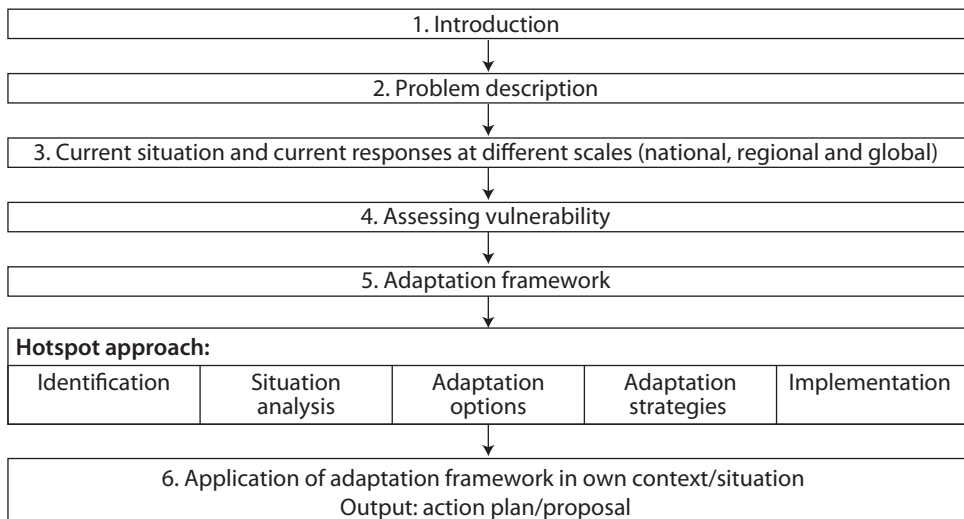 1. Introduction
2. Problem description
3. Current situation and current responses at different scales (national, regional and global)
4. Assessing vulnerability
5. Adaptation framework
Hotspot approach:
Identification
Situation
analysis
Adaptation
options
Adaptation
strategies
Implementation
6. Application of adaptation framework in own context/situation
Output: action plan/proposal